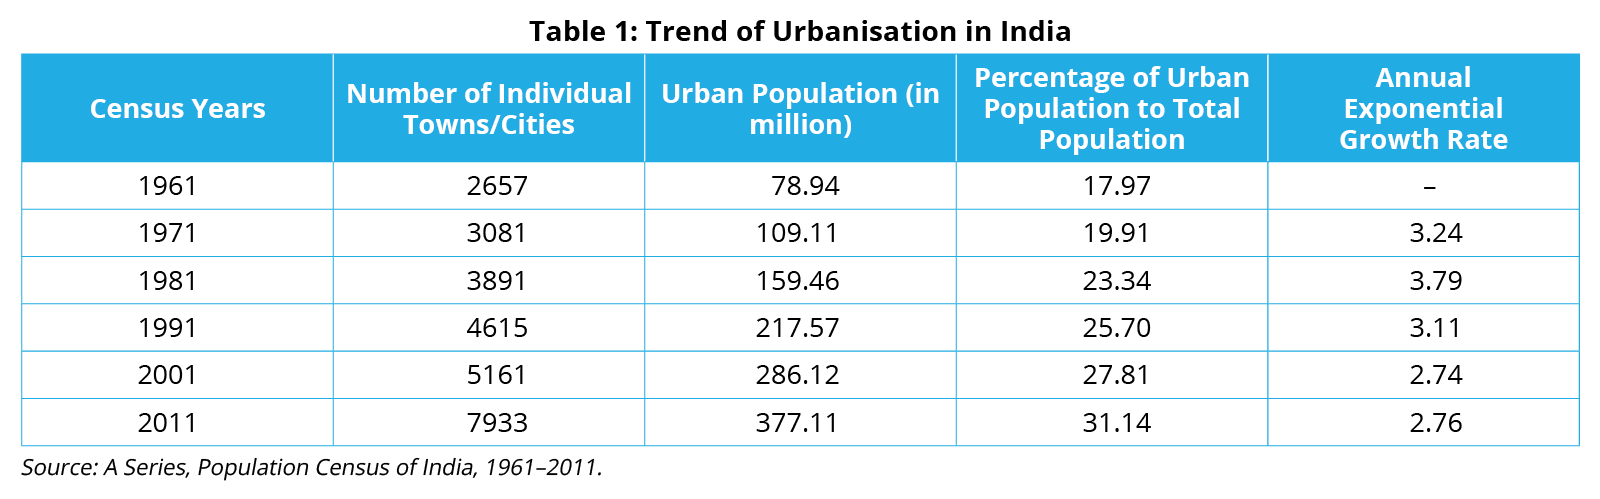 Table 1: Trend of Urbanisation in India
Census Years
Number of Individual
Towns/Cities
Urban Population (in
million)
Percentage of Urban
Population to Total
Population
Annual
Exponential
Growth Rate
1961 2657 78.94 17.97 –
1971 3081 109.11 19.91 3.24
1981 3891 159.46 23.34 3.79
1991 4615 217.57 25.70 3.11
2001 5161 286.12 27.81 2.74
2011 7933 377.11 31.14 2.76
Source: A Series, Population Census of India, 1961–2011.